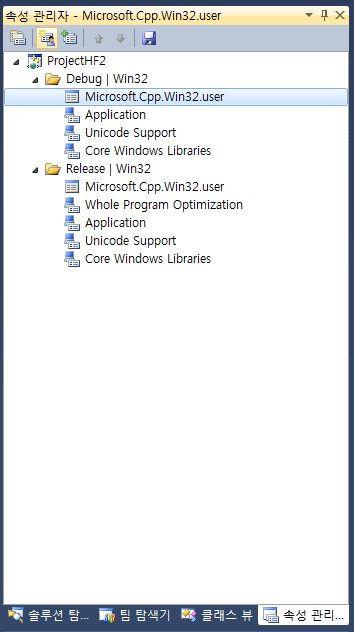 속성 관리자 - Microsoft.Cpp.Win32.user
ProjectHF2
Debug | Win32
Microsoft.Cpp.Win32.user
Application
Unicode Support
Core Windows Libraries
Release | Win32
Microsoft.Cpp.Win32.user
Whole Program Optimization
Application
Unicode Support
Core Windows Libraries
솔루션 탐... 팀 탐색기 클래스 뷰 속성 관리...